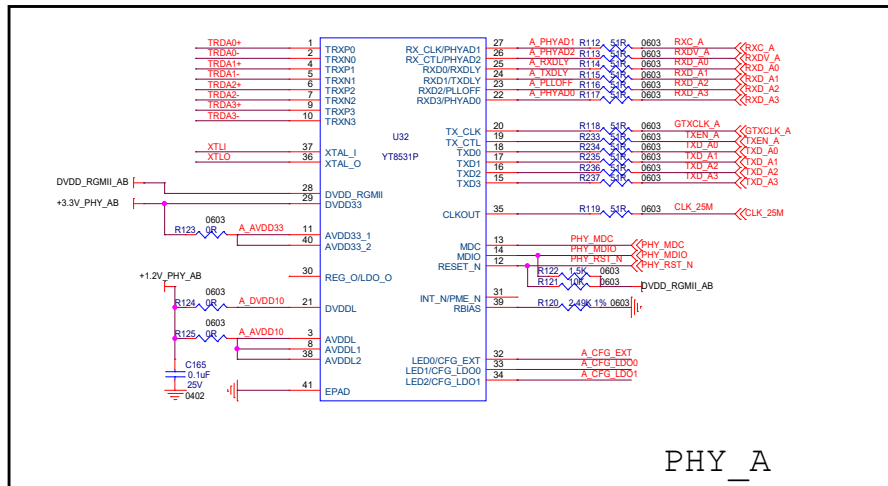 TRDA0+ 1 TRXP0 RX_CLK/PHYAD1 27 A_PHYAD1 R112 51R 0603 RXC_A RXC_A
TRDA0- 2 TRXN0 RX_CTL/PHYAD2 26 A_PHYAD2 R113 51R 0603 RXDV_A RXDV_A
TRDA1+ 4 TRXP1 RXD0/RXDLY 25 A_RXDLY R114 51R 0603 RXD_A0 RXD_A0
TRDA1- 5 TRXN1 RXD1/TXDLY 24 A_TXDLY R115 51R 0603 RXD_A1 RXD_A1
TRDA2+ 6 TRXP2 RXD2/PLLOFF 23 A_PLLOFF R116 51R 0603 RXD_A2 RXD_A2
TRDA2- 7 TRXN2 RXD3/PHYAD0 22 A_PHYAD0 R117 51R 0603 RXD_A3 RXD_A3
TRDA3+ 9 TRXP3
TRDA3- 10 TRXN3
U32
YT8531P
TX_CLK 20 R118 51R 0603 GTXCLK_A GTXCLK_A
TX_CTL 19 R233 51R 0603 TXEN_A TXEN_A
XTLI 37 XTAL_I TXD0 18 R234 51R 0603 TXD_A0 TXD_A0
XTLO 36 XTAL_O TXD1 17 R235 51R 0603 TXD_A1 TXD_A1
TXD2 16 R236 51R 0603 TXD_A2 TXD_A2
TXD3 15 R237 51R 0603 TXD_A3 TXD_A3
DVDD_RGMII_AB 28 DVDD_RGMII
+3.3V_PHY_AB 29 DVDD33
CLKOUT 35 R119 51R 0603 CLK_25M CLK_25M
0603
R123 0R A_AVDD33 11 AVDD33_1
40 AVDD33_2
MDC 13 PHY_MDC PHY_MDC
MDIO 14 PHY_MDIO PHY_MDIO
RESET_N 12 PHY_RST_N PHY_RST_N
+1.2V_PHY_AB 30 REG_O/LDO_O R122 1.5K 0603
R121 10K 0603 DVDD_RGMII_AB
0603
R124 0R A_DVDD10 21 DVDDL INT_N/PME_N 31
RBIAS 39 R120 2.49K 1% 0603
0603
R125 0R A_AVDD10 3 AVDDL
8 AVDDL1
38 AVDDL2
LED0/CFG_EXT 32 A_CFG_EXT
LED1/CFG_LDO0 33 A_CFG_LDO0
LED2/CFG_LDO1 34 A_CFG_LDO1
C165
0.1uF
25V
0402
41 EPAD
PHY_A